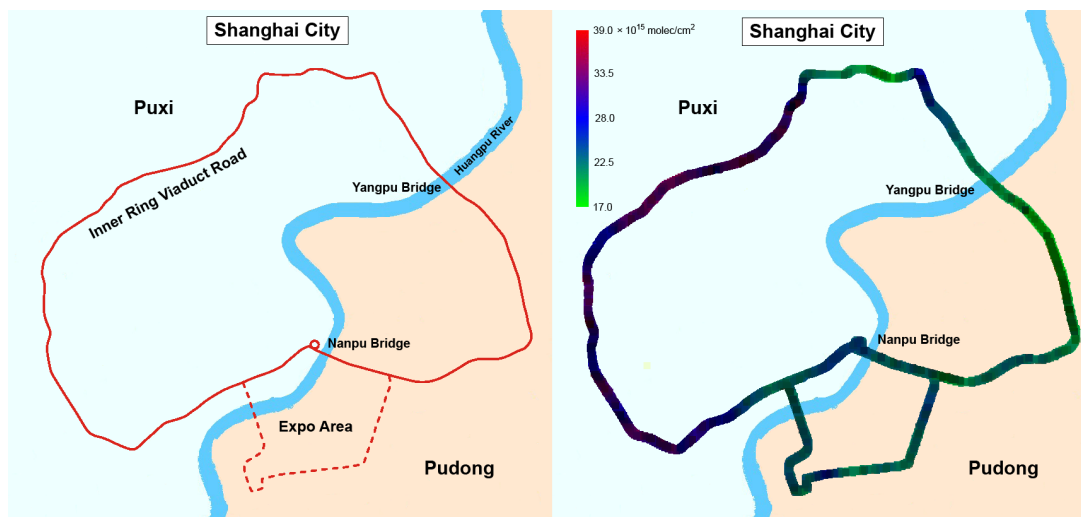 Shanghai City
Puxi
Huangpu River
Inner Ring Viaduct Road
Yangpu Bridge
Nanpu Bridge
Expo Area
Pudong
39.0 × 10¹⁵ molec/cm²
33.5
28.0
22.5
17.0
Shanghai City
Puxi
Yangpu Bridge
Nanpu Bridge
Pudong